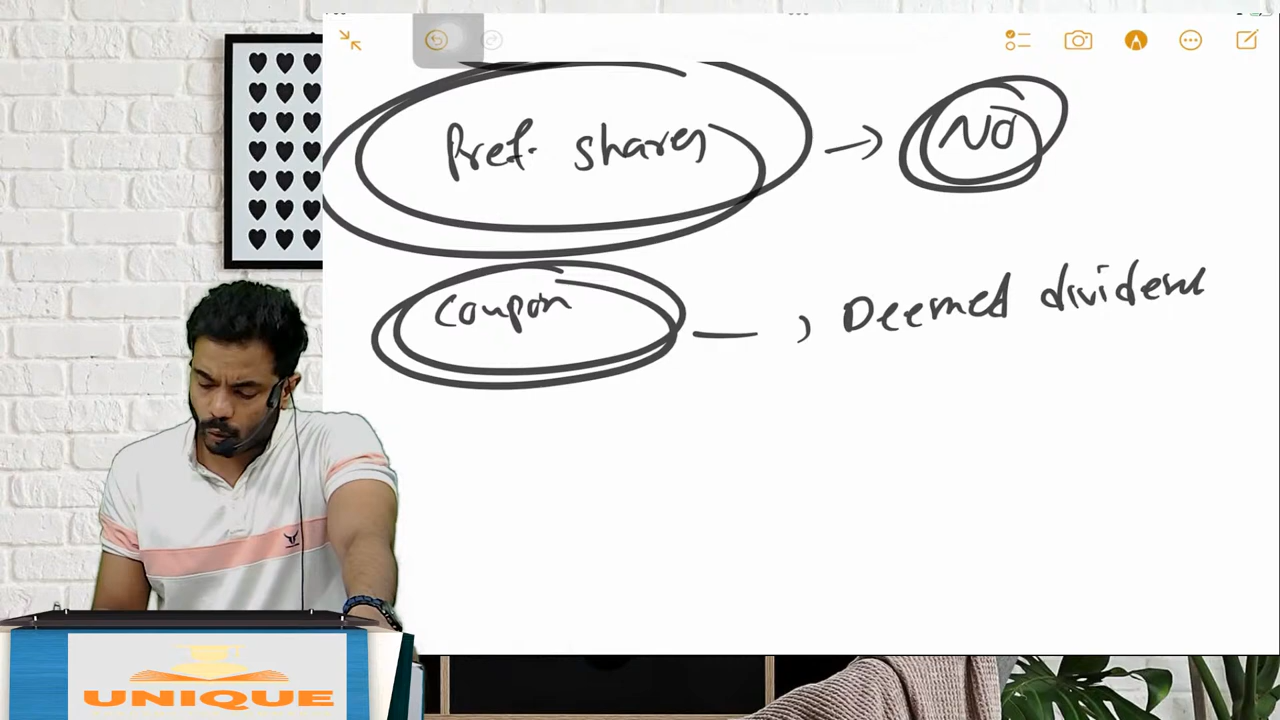 Pref. shares → NO
coupon — , Deemed dividend
UNIQUE